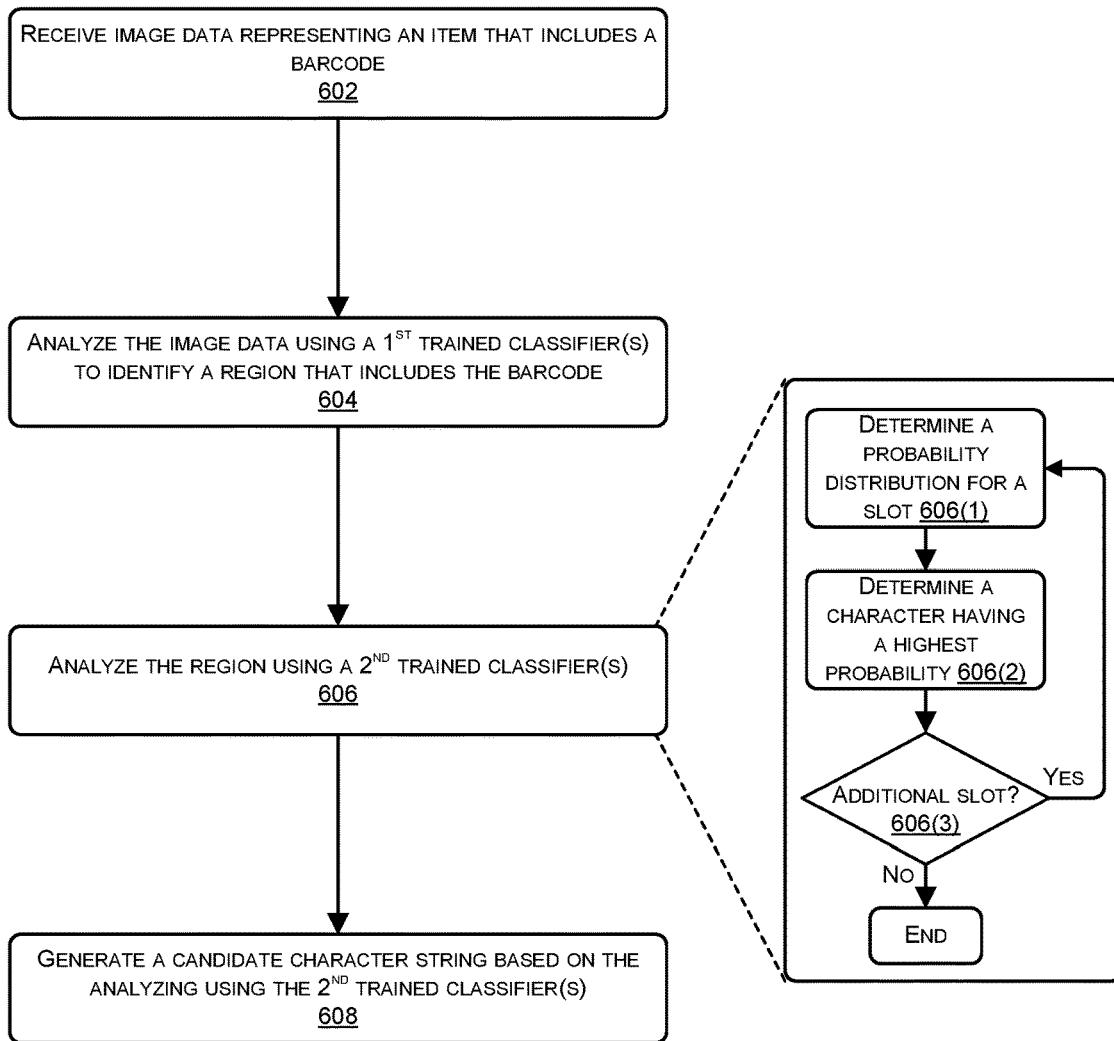 RECEIVE IMAGE DATA REPRESENTING AN ITEM THAT INCLUDES A
BARCODE
602
ANALYZE THE IMAGE DATA USING A 1ST TRAINED CLASSIFIER(S)
TO IDENTIFY A REGION THAT INCLUDES THE BARCODE
604
ANALYZE THE REGION USING A 2ND TRAINED CLASSIFIER(S)
606
GENERATE A CANDIDATE CHARACTER STRING BASED ON THE
ANALYZING USING THE 2ND TRAINED CLASSIFIER(S)
608
DETERMINE A
PROBABILITY
DISTRIBUTION FOR A
SLOT 606(1)
DETERMINE A
CHARACTER HAVING
A HIGHEST
PROBABILITY 606(2)
ADDITIONAL SLOT?
606(3)
YES
NO
END